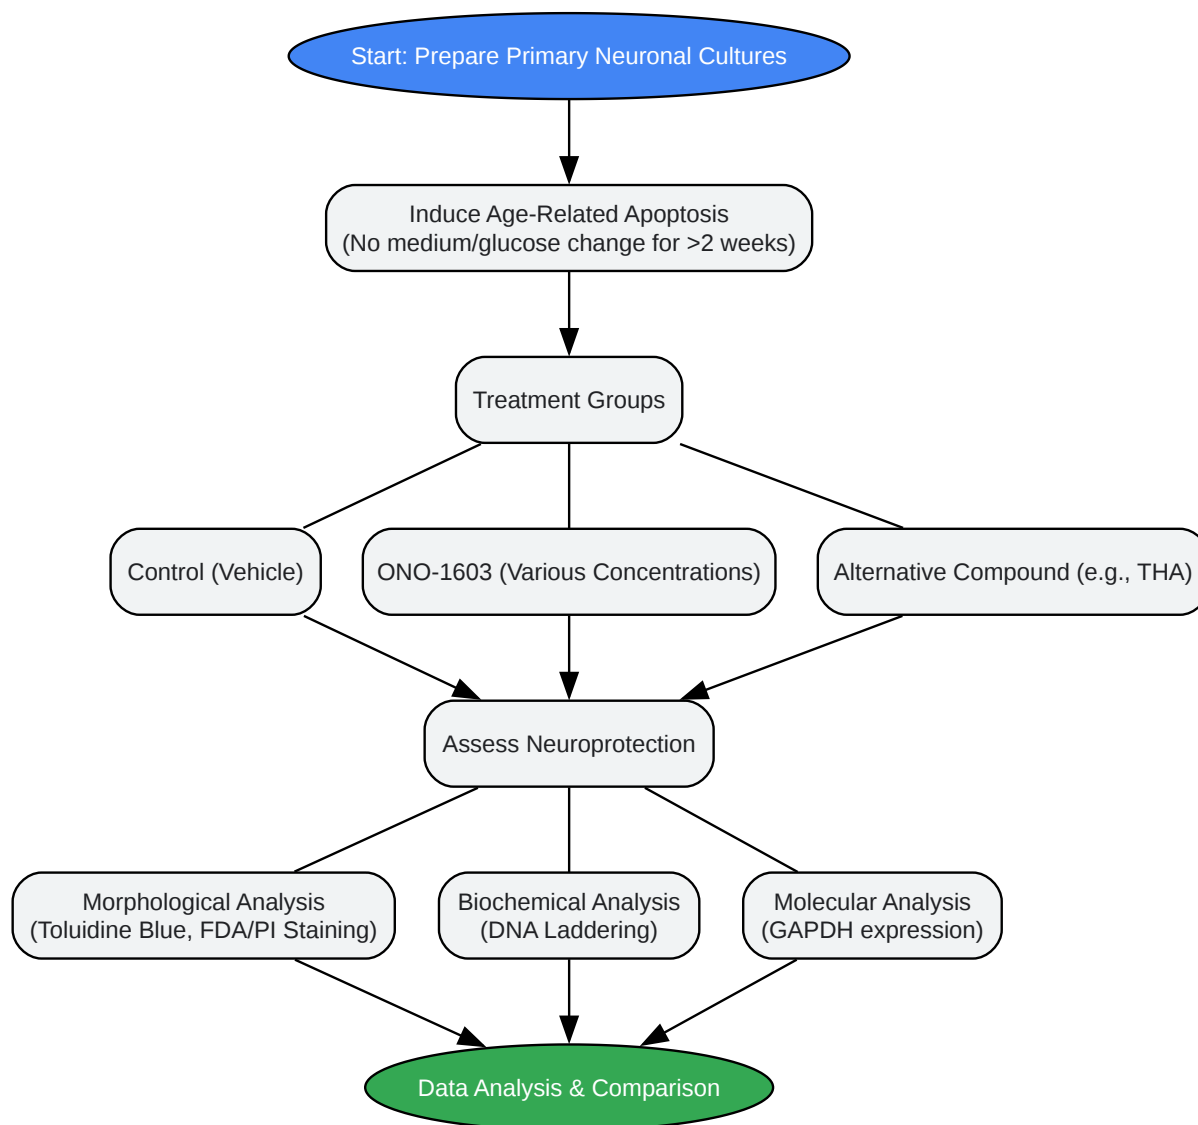 Start: Prepare Primary Neuronal Cultures
Induce Age-Related Apoptosis
(No medium/glucose change for >2 weeks)
Treatment Groups
Control (Vehicle)
ONO-1603 (Various Concentrations)
Alternative Compound (e.g., THA)
Assess Neuroprotection
Morphological Analysis
(Toluidine Blue, FDA/PI Staining)
Biochemical Analysis
(DNA Laddering)
Molecular Analysis
(GAPDH expression)
Data Analysis & Comparison